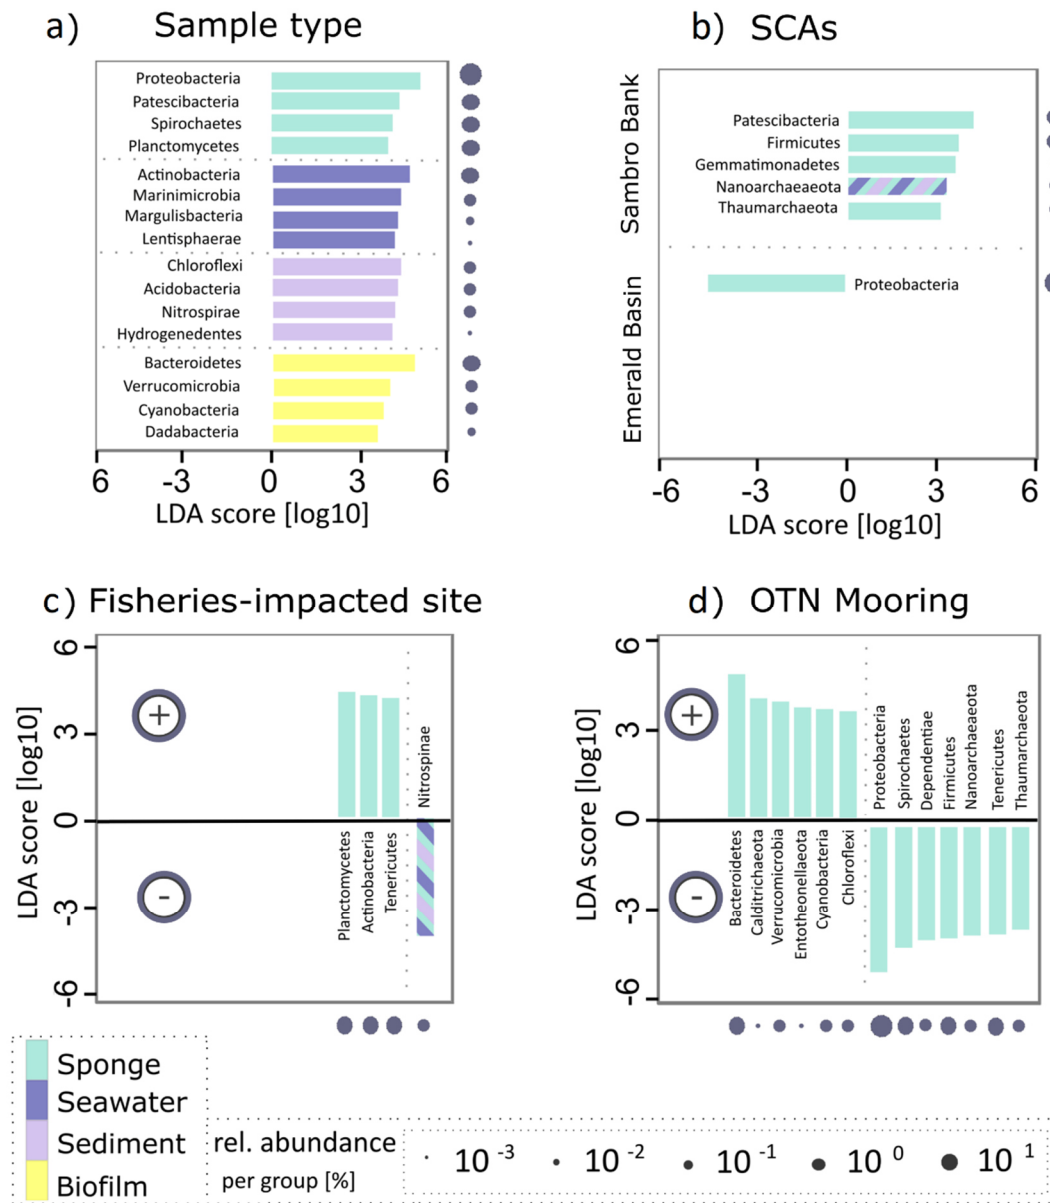 a) Sample type
Proteobacteria
Patescibacteria
Spirochaetes
Planctomycetes
Actinobacteria
Marinimicrobia
Margulisbacteria
Lentisphaerae
Chloroflexi
Acidobacteria
Nitrospirae
Hydrogenedentes
Bacteroidetes
Verrucomicrobia
Cyanobacteria
Dadabacteria
6 -3 0 3 6
LDA score [log10]
b) SCAs
Sambro Bank
Patescibacteria
Firmicutes
Gemmatimonadetes
Nanoarchaeaeota
Thaumarchaeota
Emerald Basin
Proteobacteria
-6 -3 0 3 6
LDA score [log10]
c) Fisheries-impacted site
LDA score [log10]
6
3
0
-3
-6
+
-
Planctomycetes
Actinobacteria
Tenericutes
Nitrospinae
d) OTN Mooring
LDA score [log10]
6
3
0
-3
-6
+
-
Bacteroidetes
Calditrichaeota
Verrucomicrobia
Entotheonellaeota
Cyanobacteria
Chloroflexi
Proteobacteria
Spirochaetes
Dependentiae
Firmicutes
Nanoarchaeaeota
Tenericutes
Thaumarchaeota
Sponge
Seawater
Sediment
Biofilm
rel. abundance
per group [%]
10 -3 10 -2 10 -1 10 0 10 1